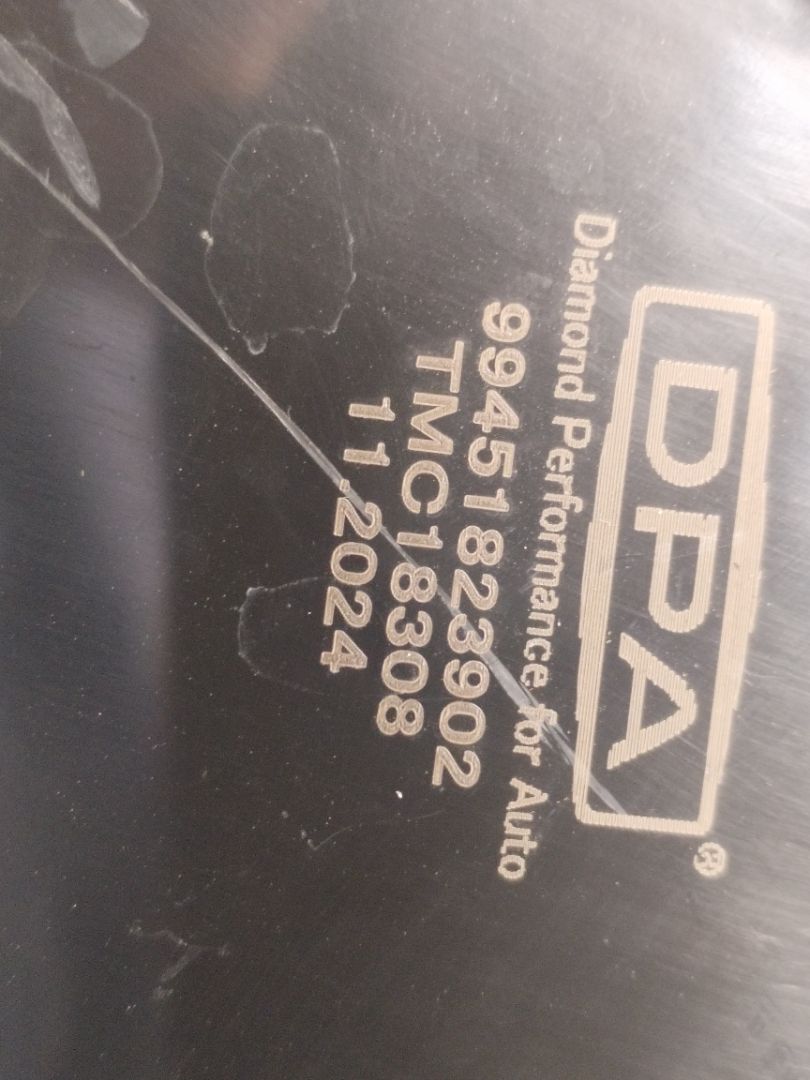 DPA®
Diamond Performance for Auto
99451823902
TMC18308
11.2024